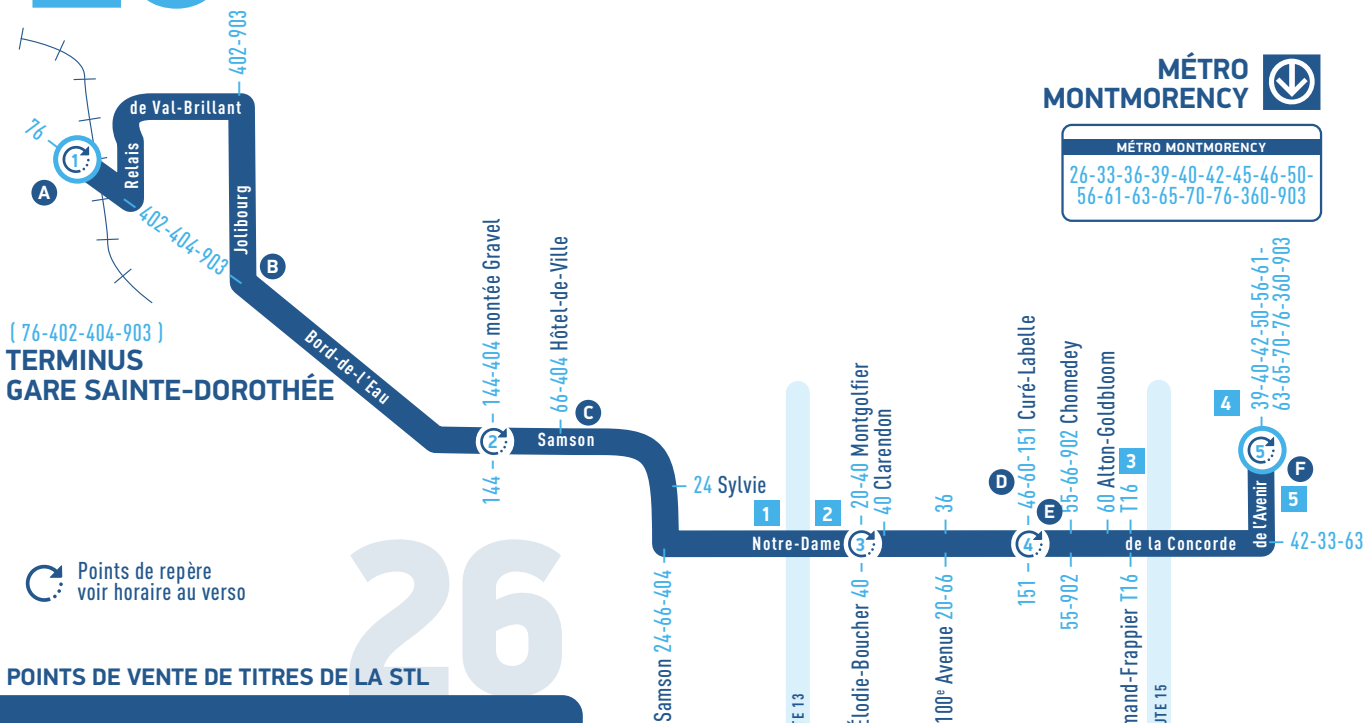 402-903
MÉTRO
MONTMORENCY
de Val-Brillant
MÉTRO MONTMORENCY
26-33-36-39-40-42-45-46-50-
56-61-63-65-70-76-360-903
76
1
Relais
A
402-404-903
Jolibourg
B
( 76-402-404-903 )
TERMINUS
GARE SAINTE-DOROTHÉE
Bord-de-l'Eau
144-404 montée Gravel
2
144
66-404 Hôtel-de-Ville
C
Samson
24 Sylvie
Samson 24-66-404
1
2
Notre-Dame
3
20-40 Montgolfier
40 Clarendon
Élodie-Boucher 40
36
100e Avenue 20-66
D
46-60-151 Curé-Labelle
4
151
E
55-66-902 Chomedey
55-902
60 Alton-Goldbloom
3
T16
mand-Frappier T16
de la Concorde
4
39-40-42-50-56-61-
63-65-70-76-360-903
5
F
5
de l'Avenir
42-33-63
TE 13
UTE 15
Points de repère
voir horaire au verso
26
POINTS DE VENTE DE TITRES DE LA STL